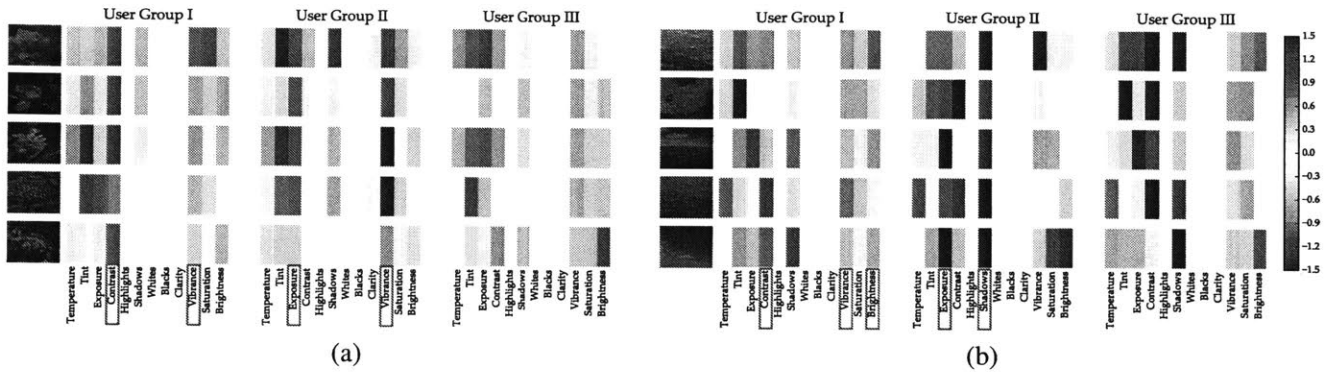 User Group I
User Group II
User Group III
Temperature
Tint
Exposure
Contrast
Highlights
Shadows
Whites
Blacks
Clarity
Vibrance
Saturation
Brightness
Temperature
Tint
Exposure
Contrast
Highlights
Shadows
Whites
Blacks
Clarity
Vibrance
Saturation
Brightness
Temperature
Tint
Exposure
Contrast
Highlights
Shadows
Whites
Blacks
Clarity
Vibrance
Saturation
Brightness
(a)
User Group I
User Group II
User Group III
Temperature
Tint
Exposure
Contrast
Highlights
Shadows
Whites
Blacks
Clarity
Vibrance
Saturation
Brightness
Temperature
Tint
Exposure
Contrast
Highlights
Shadows
Whites
Blacks
Clarity
Vibrance
Saturation
Brightness
Temperature
Tint
Exposure
Contrast
Highlights
Shadows
Whites
Blacks
Clarity
Vibrance
Saturation
Brightness
(b)
1.5
1.2
0.9
0.6
0.3
0.0
−0.3
−0.6
−0.9
−1.2
−1.5